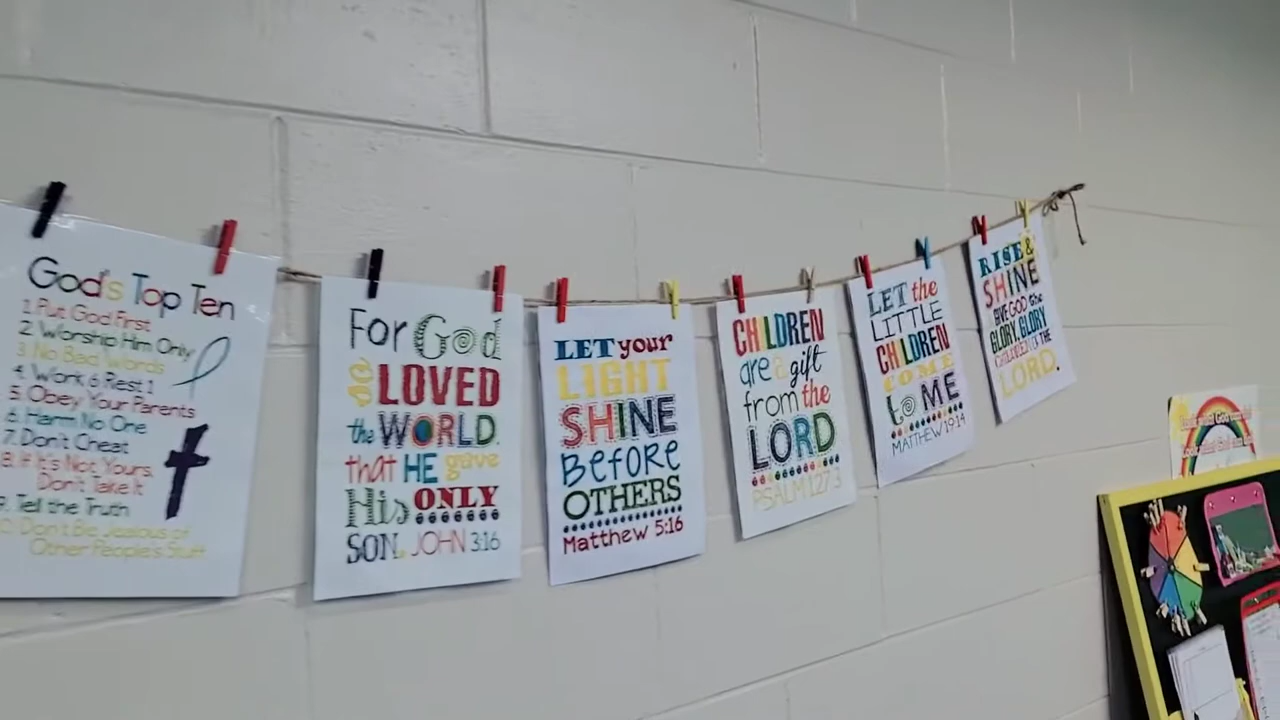 God's Top Ten
1. Put God First
2. Worship Him Only
3. No Bad Words
4. Work 6 Rest 1
5. Obey Your Parents
6. Harm No One
7. Don't Cheat
8. If It's Not Yours,
Don't Take It
9. Tell the Truth
10. Don't Be Jealous of
Other People's Stuff
For God
so LOVED
the WORLD
that HE gave
His ONLY
SON. JOHN 3:16
LET your
LIGHT
SHINE
Before
OTHERS
Matthew 5:16
CHILDREN
are a gift
from the
LORD
PSALM 127:3
LET the
LITTLE
CHILDREN
COME
to ME
MATTHEW 19:14
RISE &
SHINE
GIVE GOD the
GLORY, GLORY
CHILDREN OF THE
LORD.